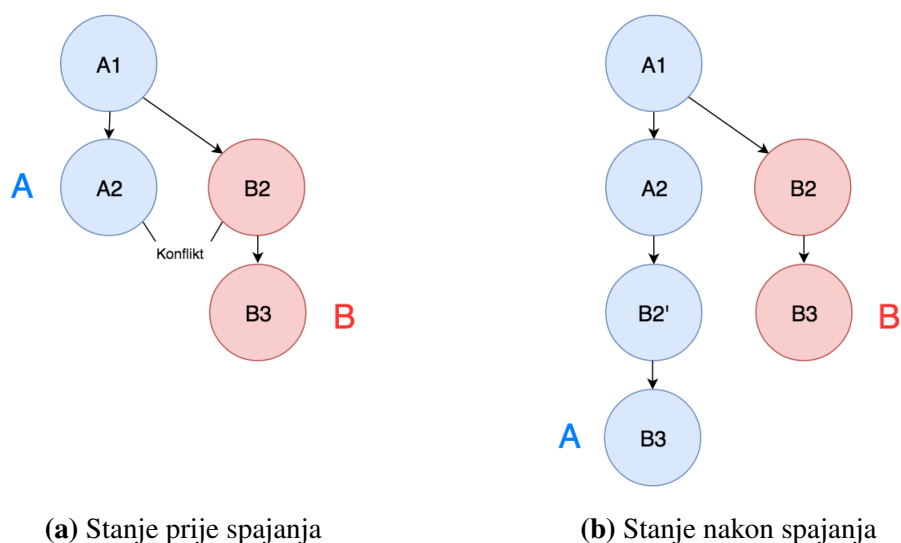 A1
A
A2
B2
Konflikt
B3
B
(a) Stanje prije spajanja
A1
A2
B2
B2'
B3
B
A
B3
(b) Stanje nakon spajanja